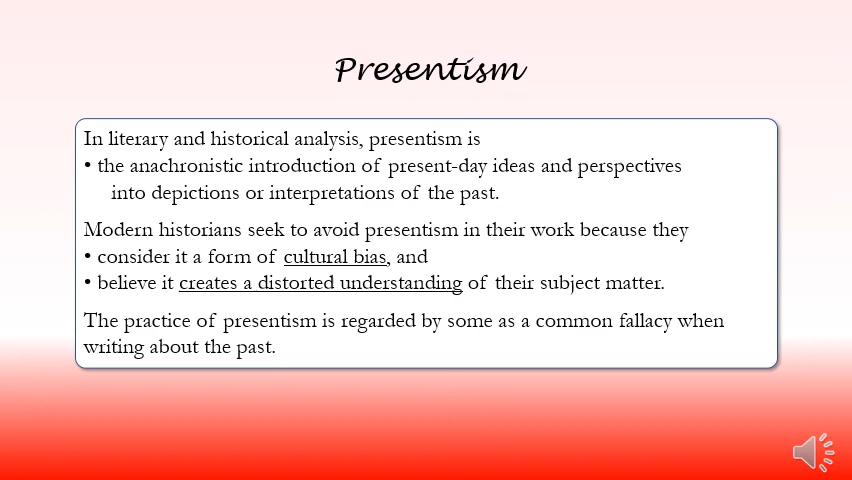 Presentism
In literary and historical analysis, presentism is
• the anachronistic introduction of present-day ideas and perspectives
into depictions or interpretations of the past.
Modern historians seek to avoid presentism in their work because they
• consider it a form of cultural bias, and
• believe it creates a distorted understanding of their subject matter.
The practice of presentism is regarded by some as a common fallacy when
writing about the past.